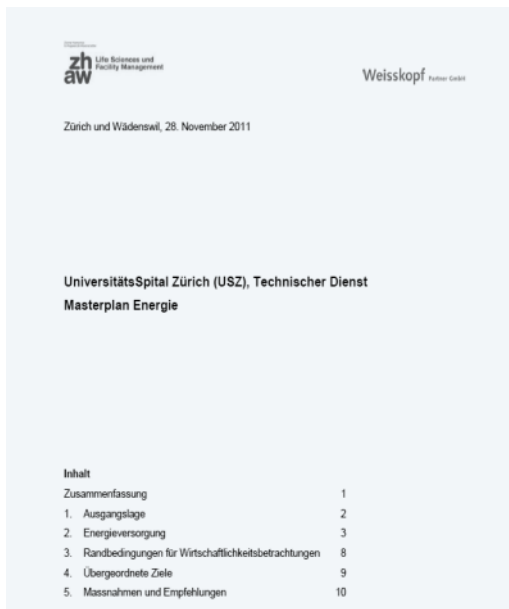 zh
aw
Life Sciences und
Facility Management
Weisskopf Partner GmbH
Zürich und Wädenswil, 28. November 2011
UniversitätsSpital Zürich (USZ), Technischer Dienst
Masterplan Energie
Inhalt
Zusammenfassung 1
1. Ausgangslage 2
2. Energieversorgung 3
3. Randbedingungen für Wirtschaftlichkeitsbetrachtungen 8
4. Übergeordnete Ziele 9
5. Massnahmen und Empfehlungen 10